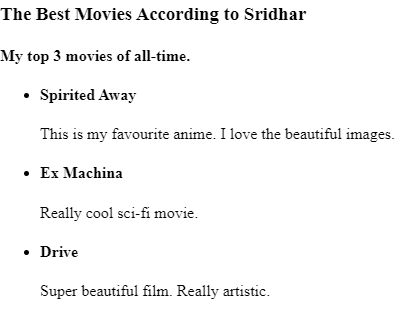 The Best Movies According to Sridhar
My top 3 movies of all-time.
Spirited Away
This is my favourite anime. I love the beautiful images.
Ex Machina
Really cool sci-fi movie.
Drive
Super beautiful film. Really artistic.